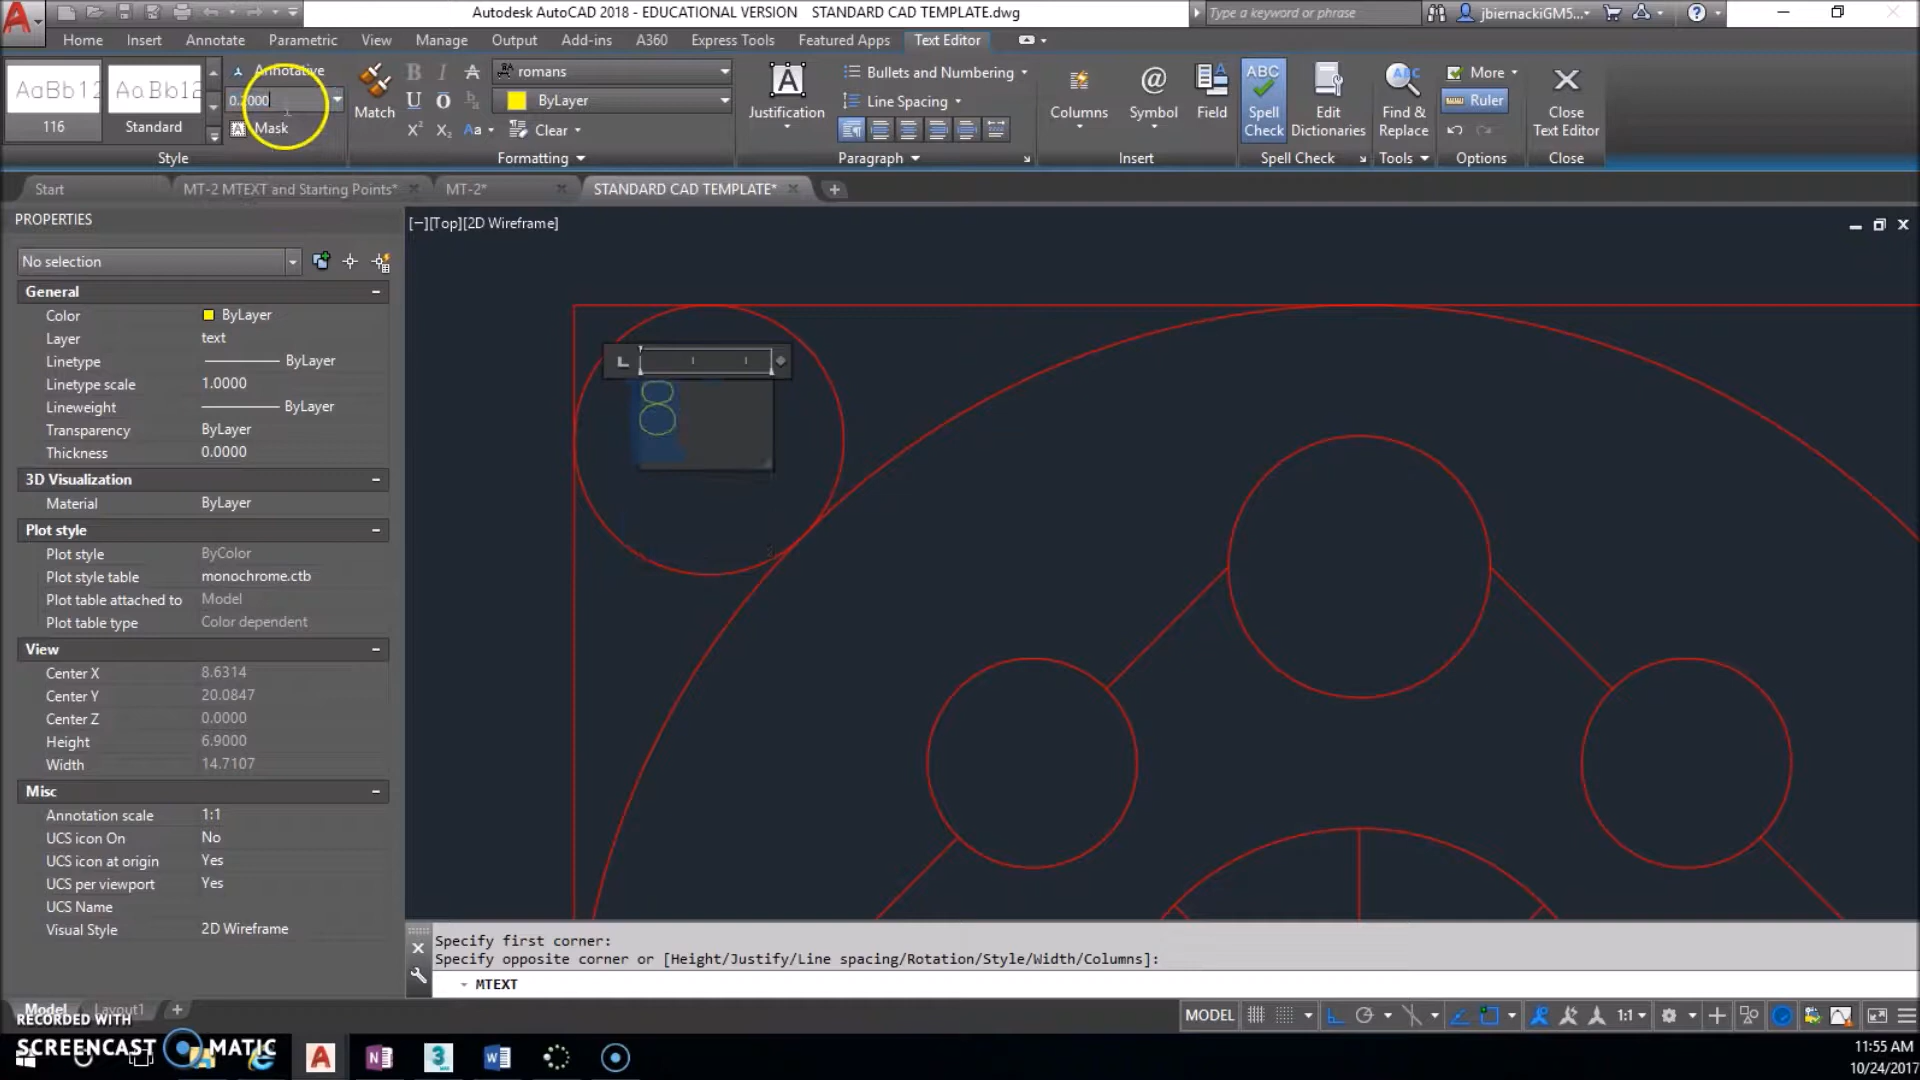 Autodesk AutoCAD 2018 - EDUCATIONAL VERSION STANDARD CAD TEMPLATE.dwg
Type a keyword or phrase
jbiernackiGM5...
Home Insert Annotate Parametric View Manage Output Add-ins A360 Express Tools Featured Apps Text Editor
AaBb12 AaBb12
116 Standard
Annotative
0.2000
Mask
Style
Match
romans
ByLayer
Clear
Formatting
Justification
Bullets and Numbering
Line Spacing
Paragraph
Columns Symbol Field
Insert
ABC
Spell Check
Edit Dictionaries
Spell Check
ABC
Find & Replace
Tools
More
Ruler
Options
Close Text Editor
Close
Start MT-2 MTEXT and Starting Points* MT-2* STANDARD CAD TEMPLATE*
PROPERTIES
[−][Top][2D Wireframe]
No selection
General
Color ByLayer
Layer text
Linetype ByLayer
Linetype scale 1.0000
Lineweight ByLayer
Transparency ByLayer
Thickness 0.0000
3D Visualization
Material ByLayer
Plot style
Plot style ByColor
Plot style table monochrome.ctb
Plot table attached to Model
Plot table type Color dependent
View
Center X 8.6314
Center Y 20.0847
Center Z 0.0000
Height 6.9000
Width 14.7107
Misc
Annotation scale 1:1
UCS icon On No
UCS icon at origin Yes
UCS per viewport Yes
UCS Name
Visual Style 2D Wireframe
8
Specify first corner:
Specify opposite corner or [Height/Justify/Line spacing/Rotation/Style/Width/Columns]:
MTEXT
Model Layout1
MODEL 1:1
RECORDED WITH
SCREENCAST MATIC
11:55 AM
10/24/2017